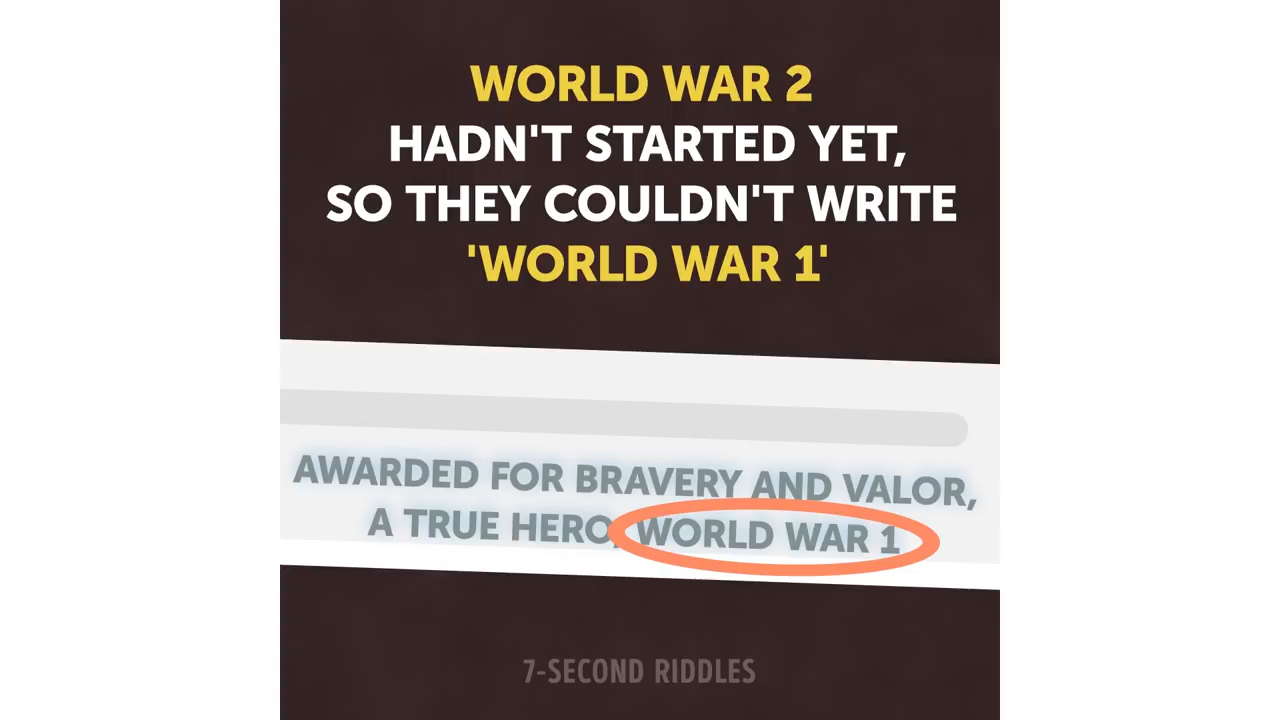 WORLD WAR 2
HADN'T STARTED YET,
SO THEY COULDN'T WRITE
'WORLD WAR 1'
AWARDED FOR BRAVERY AND VALOR,
A TRUE HERO, WORLD WAR 1
7-SECOND RIDDLES